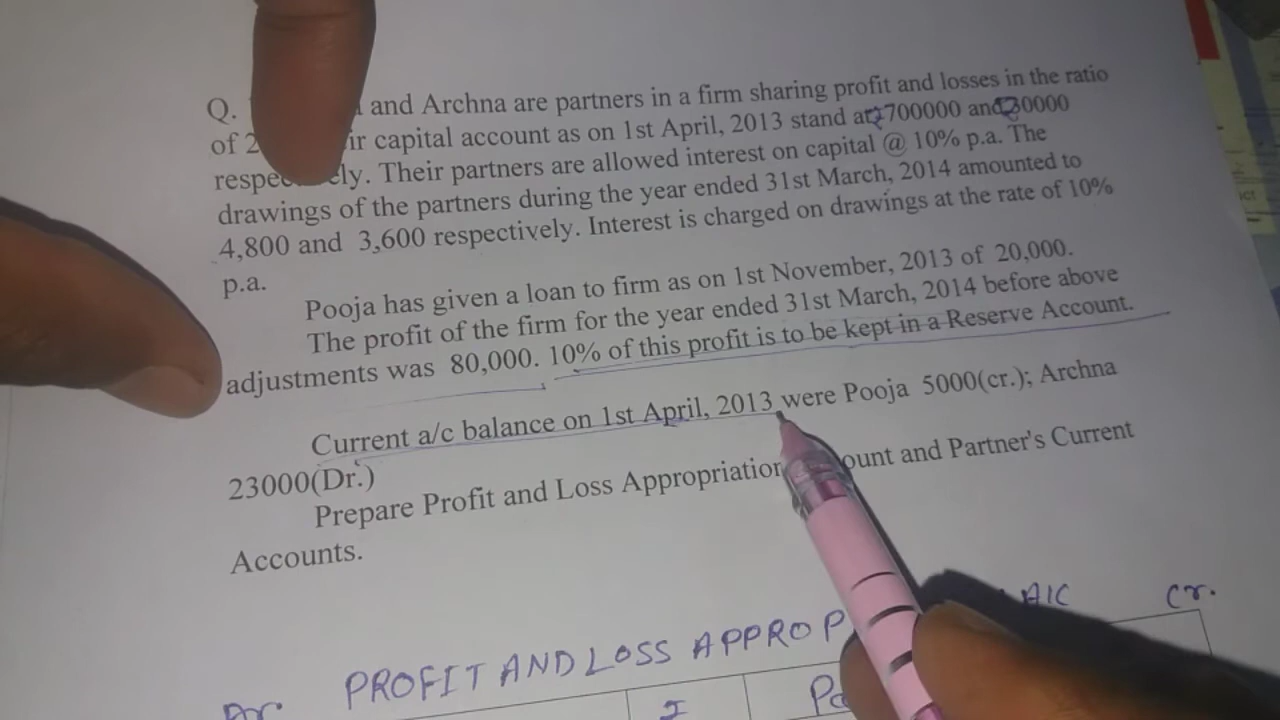 Q. and Archna are partners in a firm sharing profit and losses in the ratio
of 2 capital account as on 1st April, 2013 stand at 700000 and 30000
respectively. Their partners are allowed interest on capital @ 10% p.a. The
drawings of the partners during the year ended 31st March, 2014 amounted to
4,800 and 3,600 respectively. Interest is charged on drawings at the rate of 10%
p.a.
Pooja has given a loan to firm as on 1st November, 2013 of 20,000.
The profit of the firm for the year ended 31st March, 2014 before above
adjustments was 80,000. 10% of this profit is to be kept in a Reserve Account.
Current a/c balance on 1st April, 2013 were Pooja 5000(cr.); Archna
23000(Dr.)
Prepare Profit and Loss Appropriation and Partner's Current
Accounts.
Dr. PROFIT AND LOSS APPROP A/C Cr.